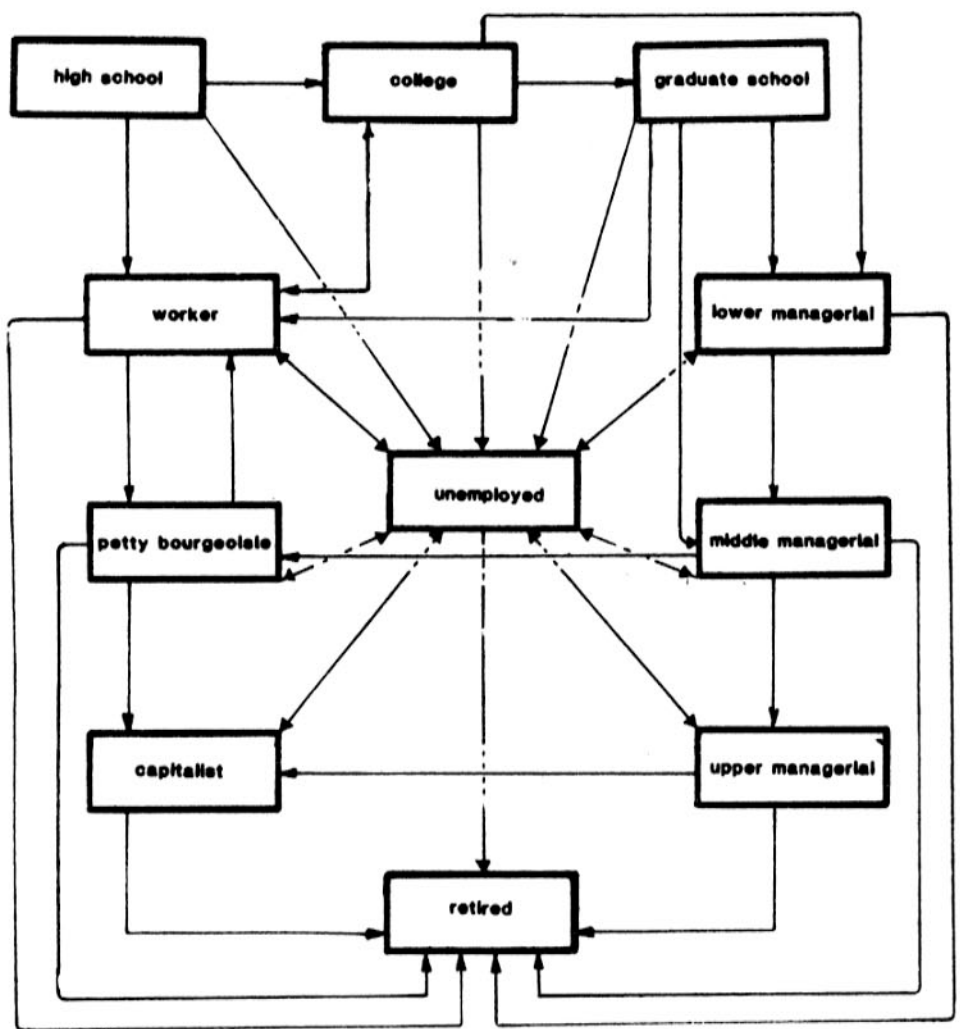 high school
college
graduate school
worker
lower managerial
unemployed
petty bourgeoisie
middle managerial
capitalist
upper managerial
retired